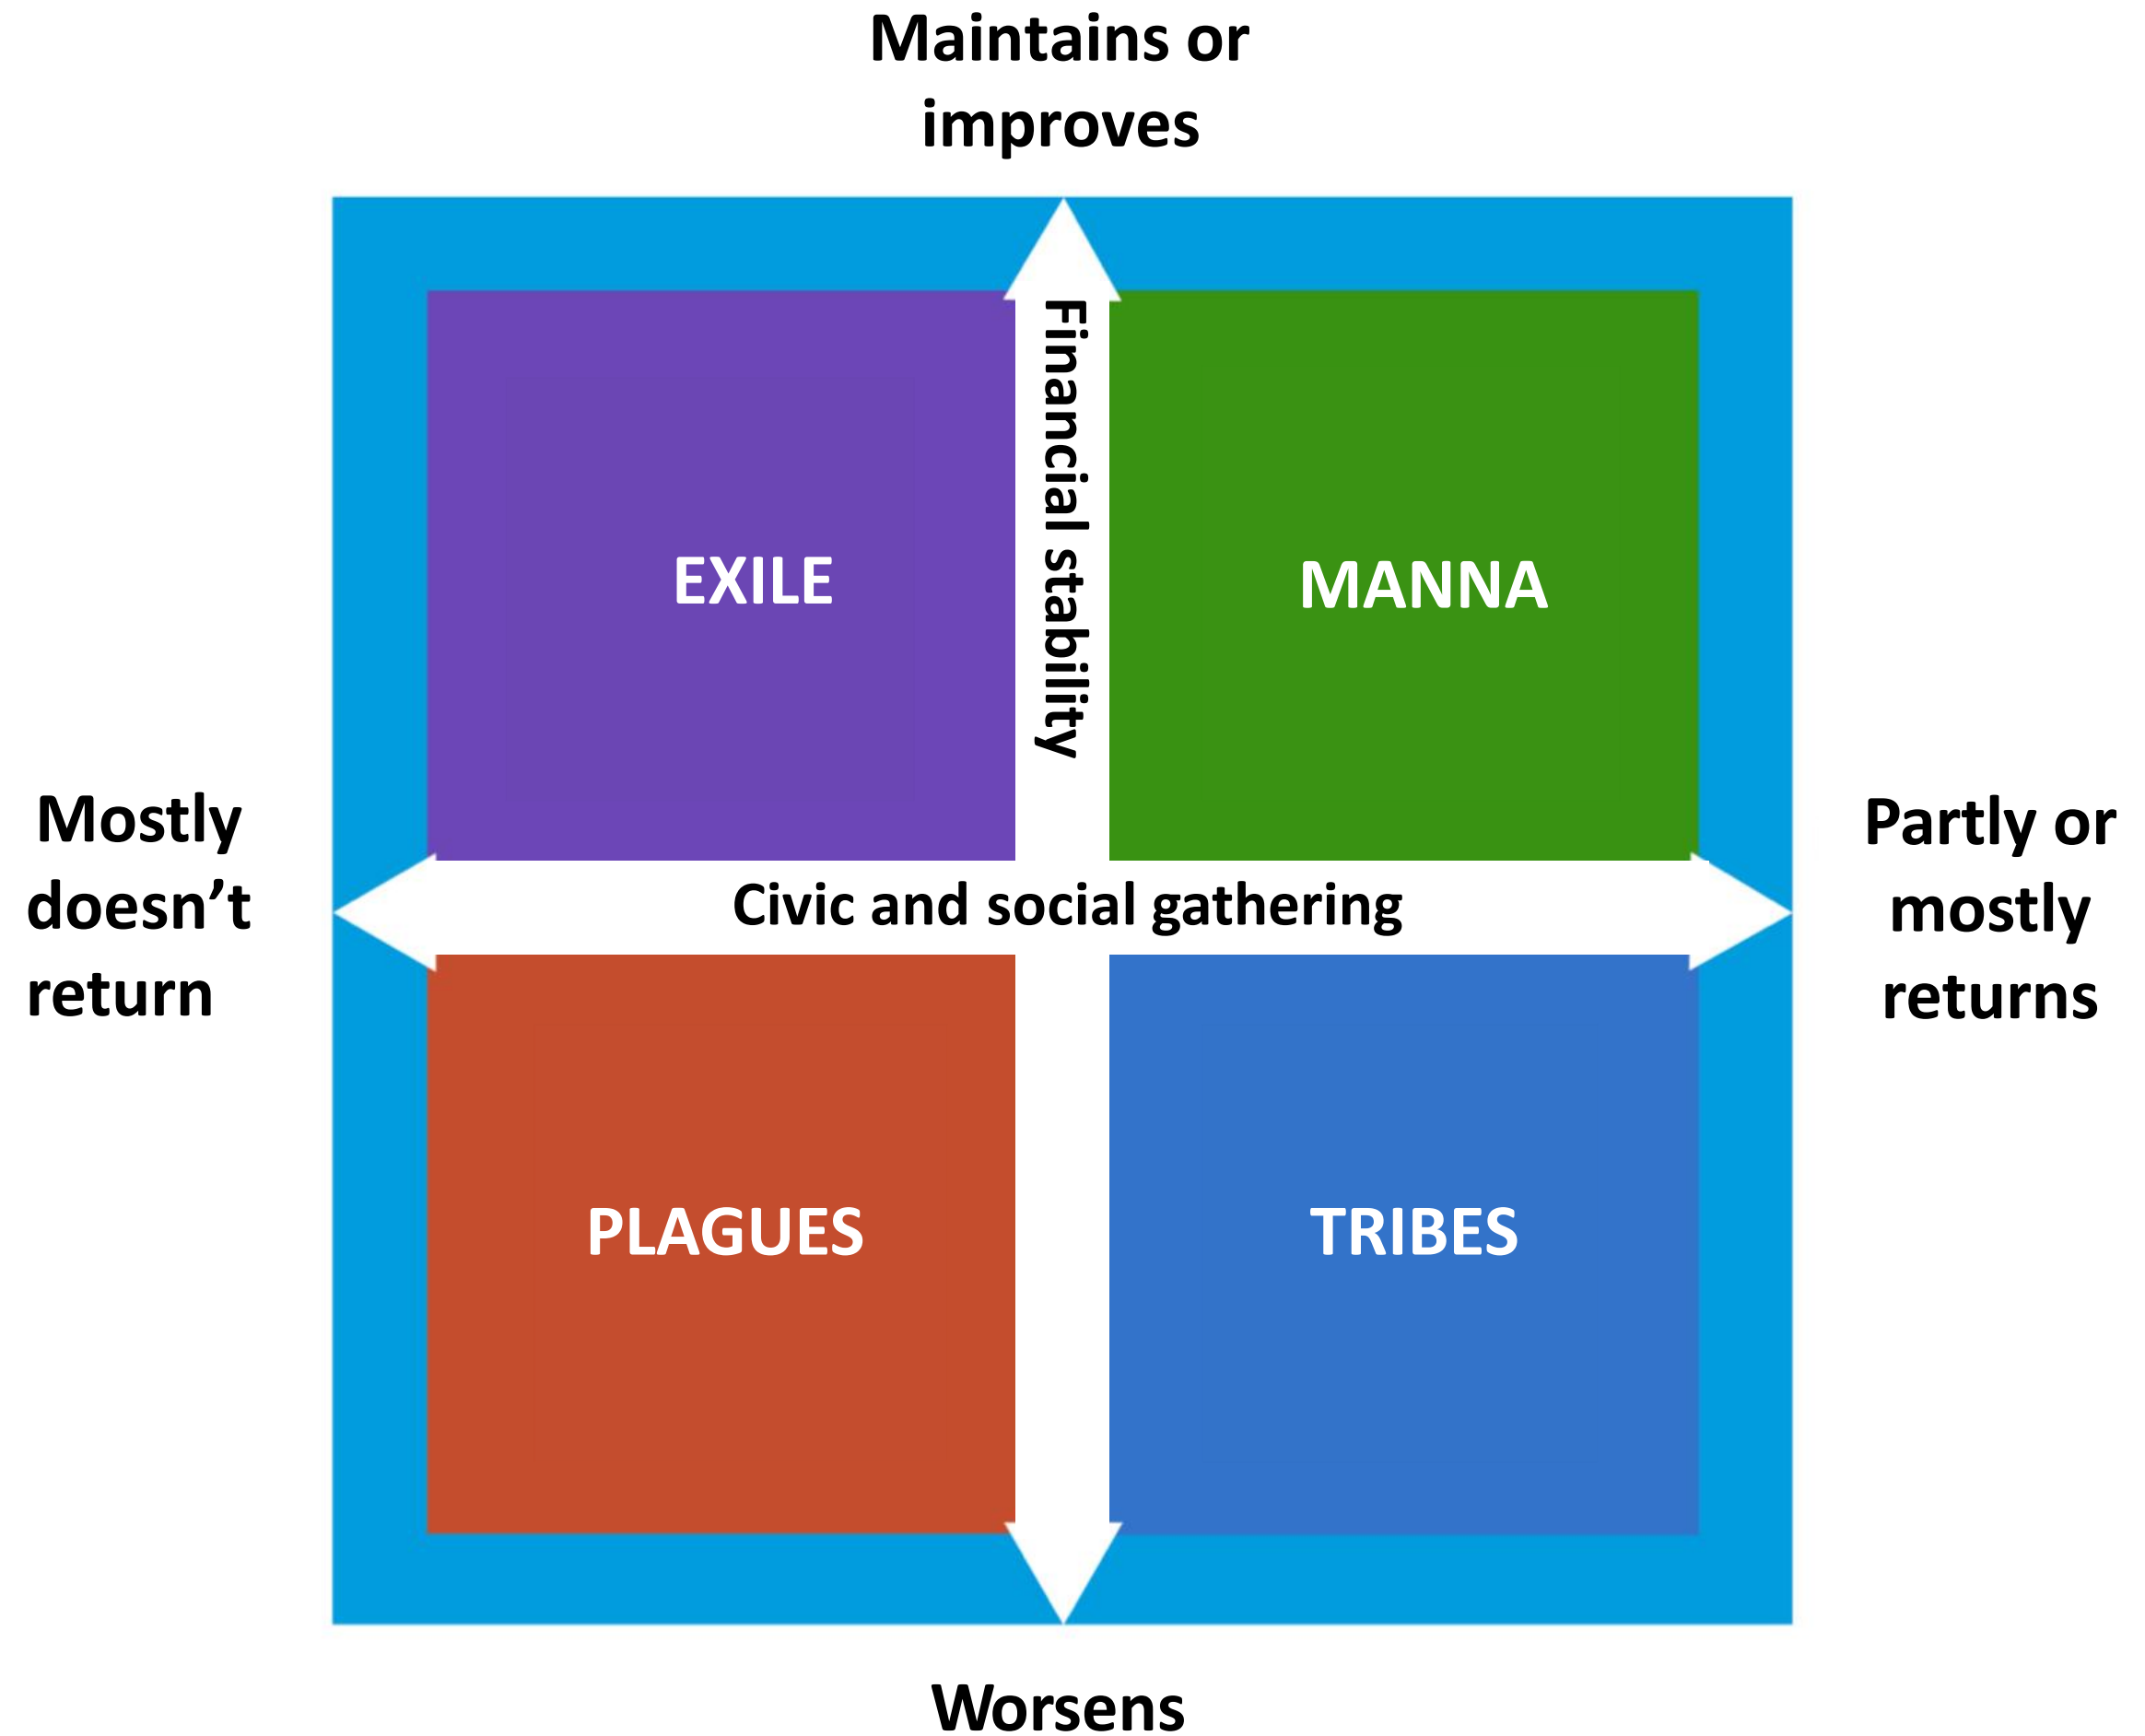 Maintains or
improves
Financial stability
EXILE
MANNA
Mostly
doesn’t
return
Civic and social gathering
Partly or
mostly
returns
PLAGUES
TRIBES
Worsens